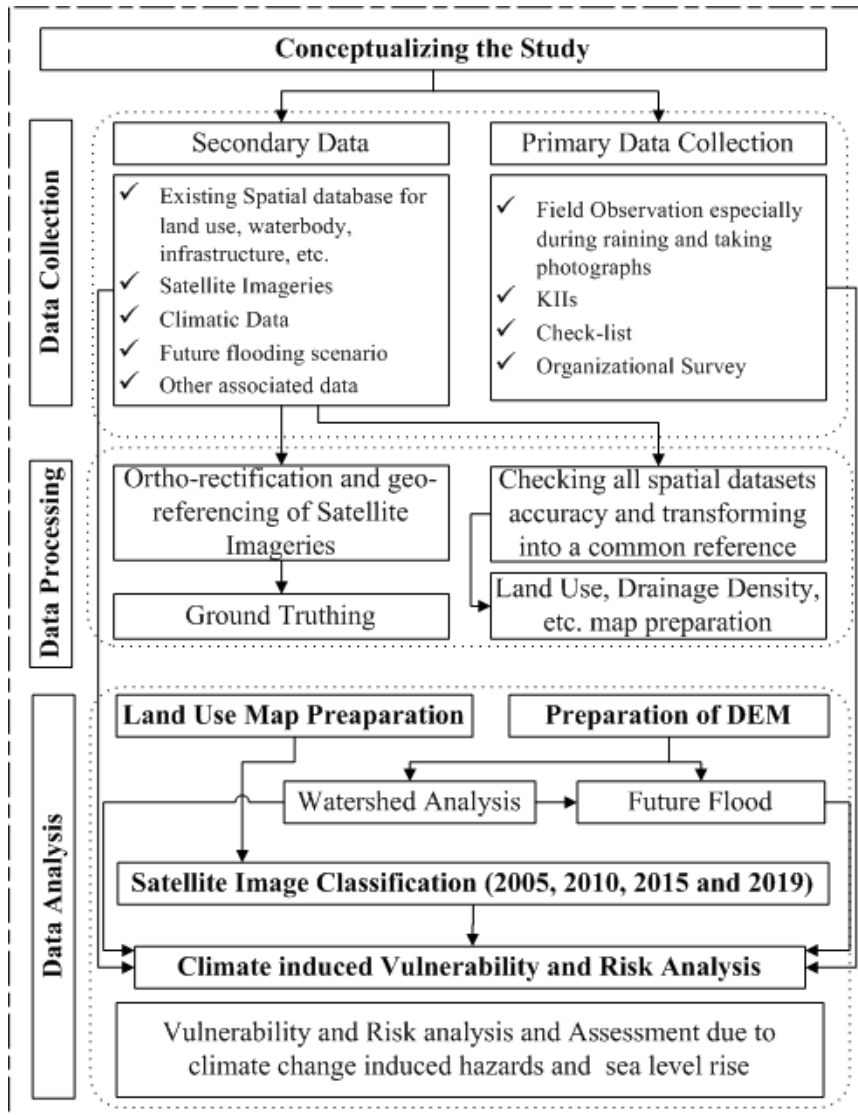 Conceptualizing the Study
Data Collection
Secondary Data
✓ Existing Spatial database for
land use, waterbody,
infrastructure, etc.
✓ Satellite Imageries
✓ Climatic Data
✓ Future flooding scenario
✓ Other associated data
Primary Data Collection
✓ Field Observation especially
during raining and taking
photographs
✓ KIIs
✓ Check-list
✓ Organizational Survey
Data Processing
Ortho-rectification and geo-
referencing of Satellite
Imageries
Ground Truthing
Checking all spatial datasets
accuracy and transforming
into a common reference
Land Use, Drainage Density,
etc. map preparation
Data Analysis
Land Use Map Preaparation
Preparation of DEM
Watershed Analysis
Future Flood
Satellite Image Classification (2005, 2010, 2015 and 2019)
Climate induced Vulnerability and Risk Analysis
Vulnerability and Risk analysis and Assessment due to
climate change induced hazards and sea level rise